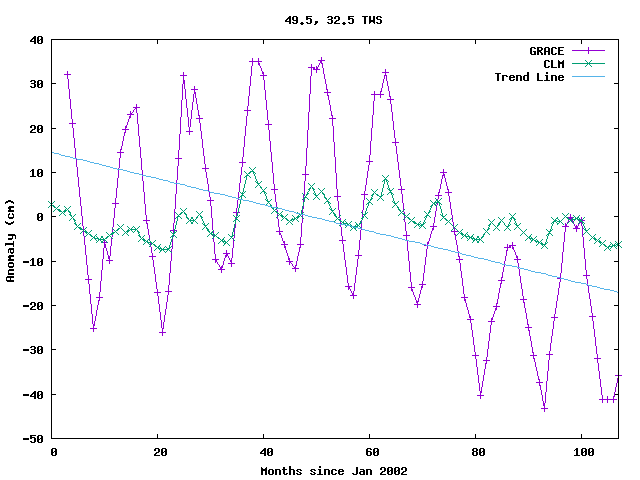 49.5, 32.5 TWS
GRACE
CLM
Trend Line
40
30
20
10
0
-10
-20
-30
-40
-50
Anomaly (cm)
0 20 40 60 80 100
Months since Jan 2002